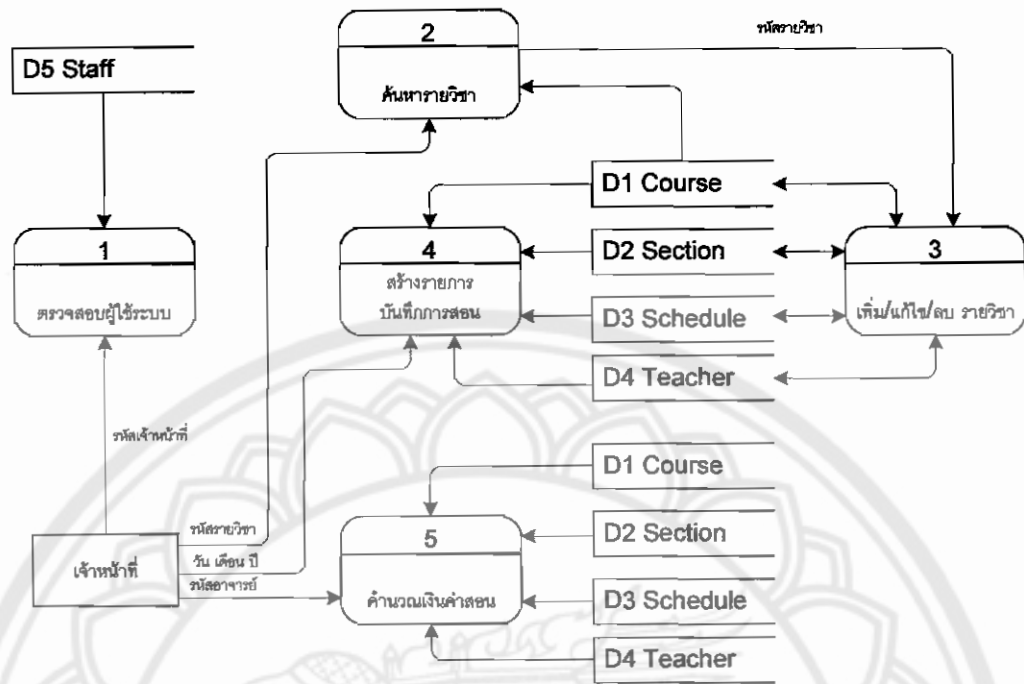 2
รหัสรายวิชา
D5 Staff
ค้นหารายวิชา
D1 Course
1
4
D2 Section
3
ตรวจสอบผู้ใช้ระบบ
สร้างรายการ
บันทึกการสอน
D3 Schedule
เพิ่ม/แก้ไข/ลบ รายวิชา
D4 Teacher
รหัสเจ้าหน้าที่
D1 Course
รหัสรายวิชา
5
D2 Section
เจ้าหน้าที่
วัน เดือน ปี
รหัสอาจารย์
คำนวณเงินค่าสอน
D3 Schedule
D4 Teacher